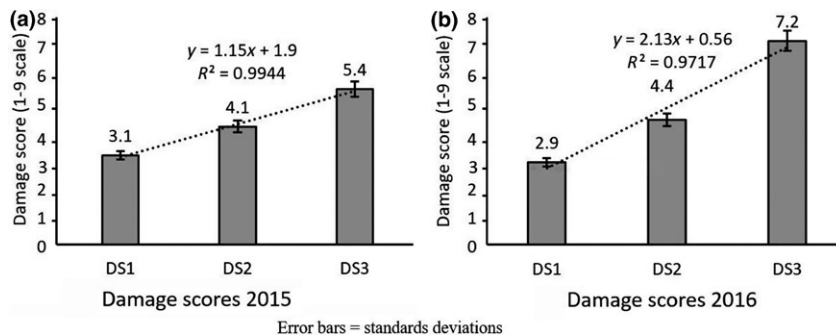 (a)
8
7
6
5
4
3
2
1
0
Damage score (1-9 scale)
y = 1.15x + 1.9
R² = 0.9944
3.1
4.1
5.4
DS1 DS2 DS3
Damage scores 2015
(b)
8
7
6
5
4
3
2
1
0
Damage score (1-9 scale)
y = 2.13x + 0.56
R² = 0.9717
2.9
4.4
7.2
DS1 DS2 DS3
Damage scores 2016
Error bars = standards deviations